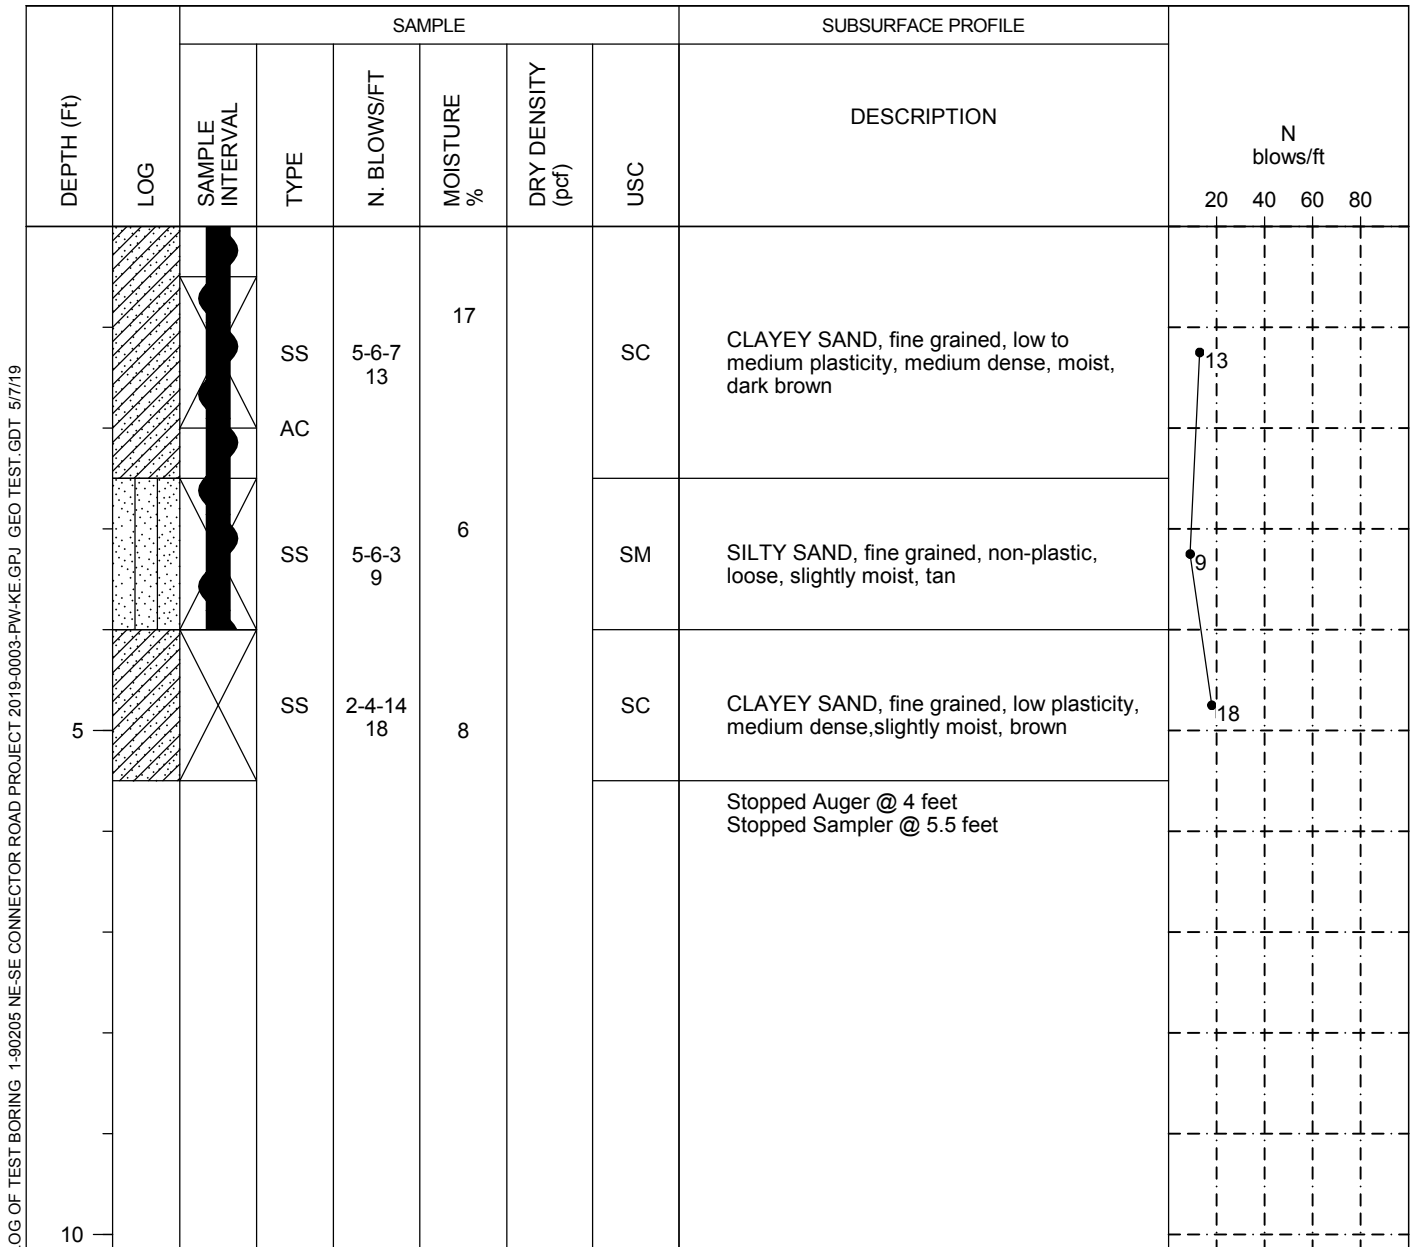 SAMPLE
SUBSURFACE PROFILE
DEPTH (Ft)
LOG
SAMPLE
INTERVAL
TYPE
N. BLOWS/FT
MOISTURE
%
DRY DENSITY
(pcf)
USC
DESCRIPTION
N
blows/ft
20 40 60 80
17
SS
5-6-7
13
SC
CLAYEY SAND, fine grained, low to
medium plasticity, medium dense, moist,
dark brown
13
AC
6
SS
5-6-3
9
SM
SILTY SAND, fine grained, non-plastic,
loose, slightly moist, tan
9
SS
2-4-14
18
8
SC
CLAYEY SAND, fine grained, low plasticity,
medium dense,slightly moist, brown
18
5
Stopped Auger @ 4 feet
Stopped Sampler @ 5.5 feet
10
OG OF TEST BORING 1-90205 NE-SE CONNECTOR ROAD PROJECT 2019-0003-PW-KE.GPJ GEO TEST.GDT 5/7/19